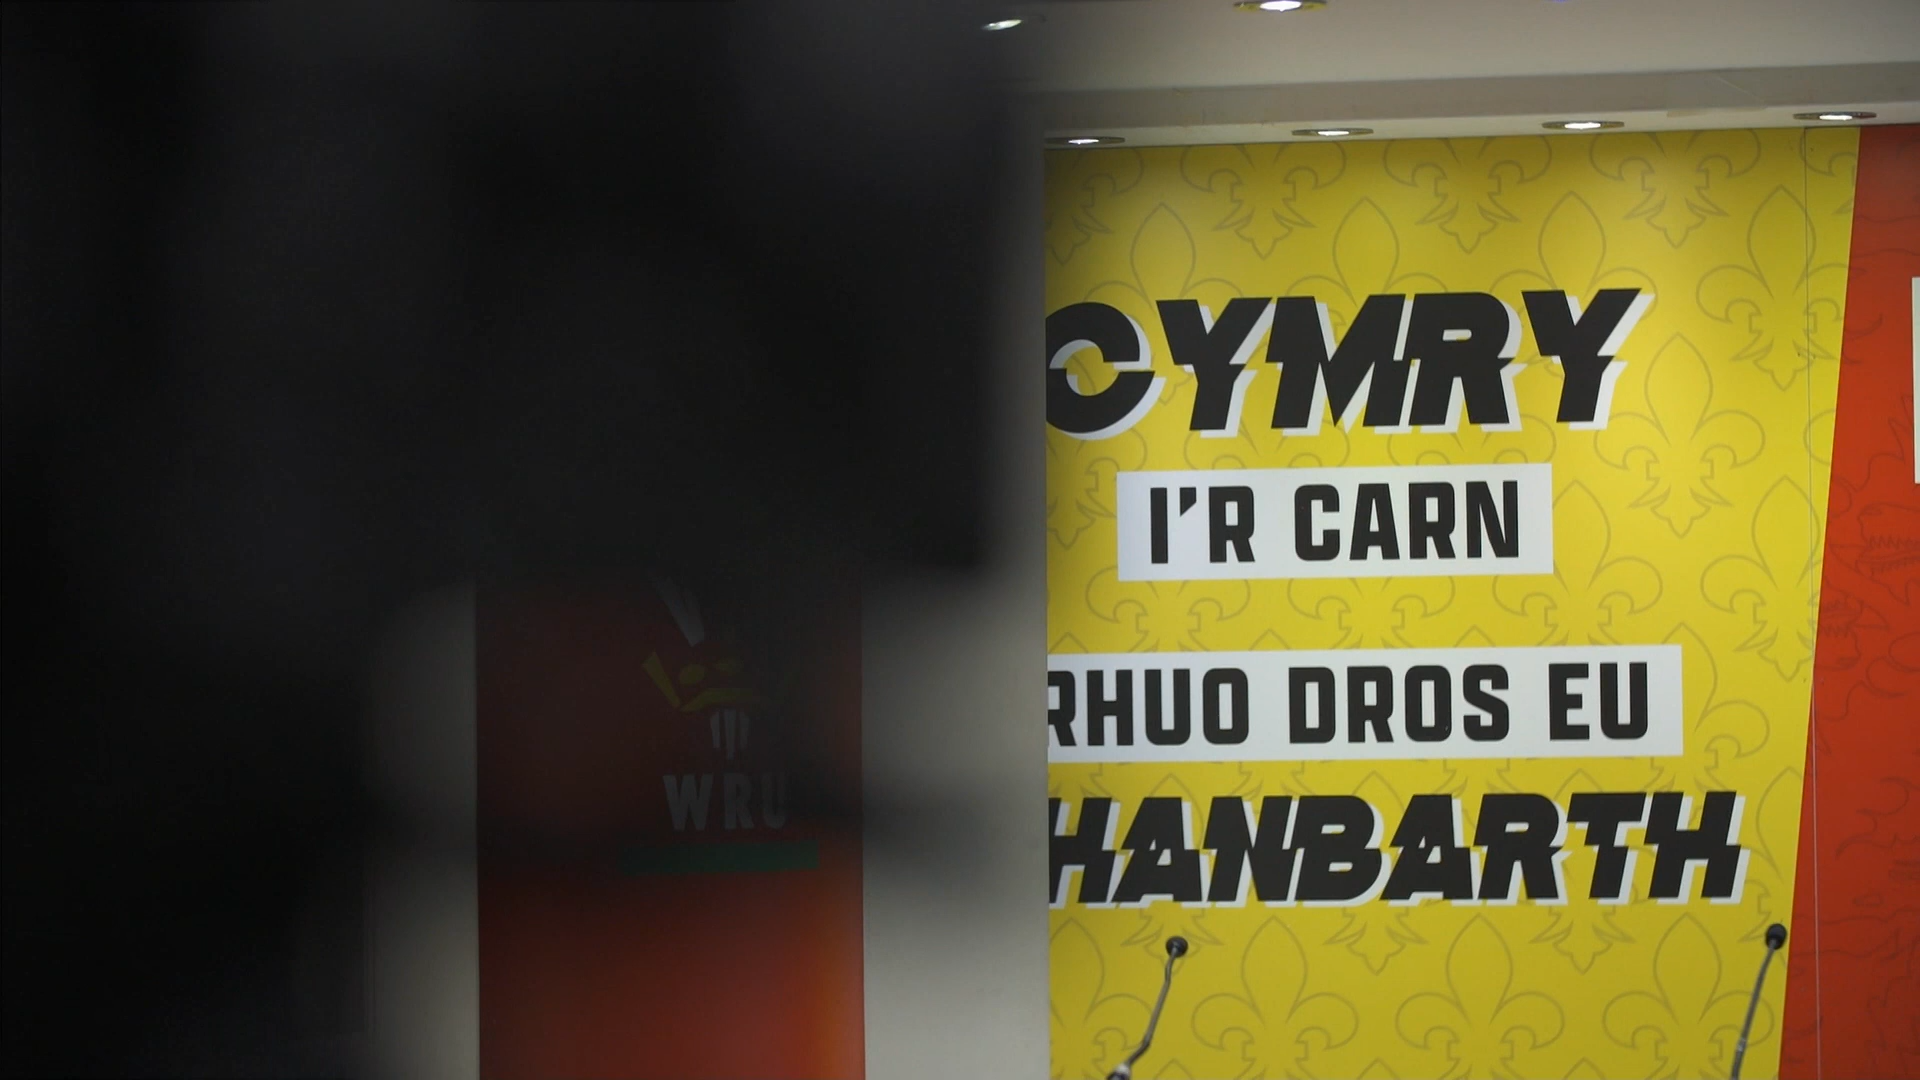 WRU
CYMRY
I'R CARN
RHUO DROS EU
HANBARTH